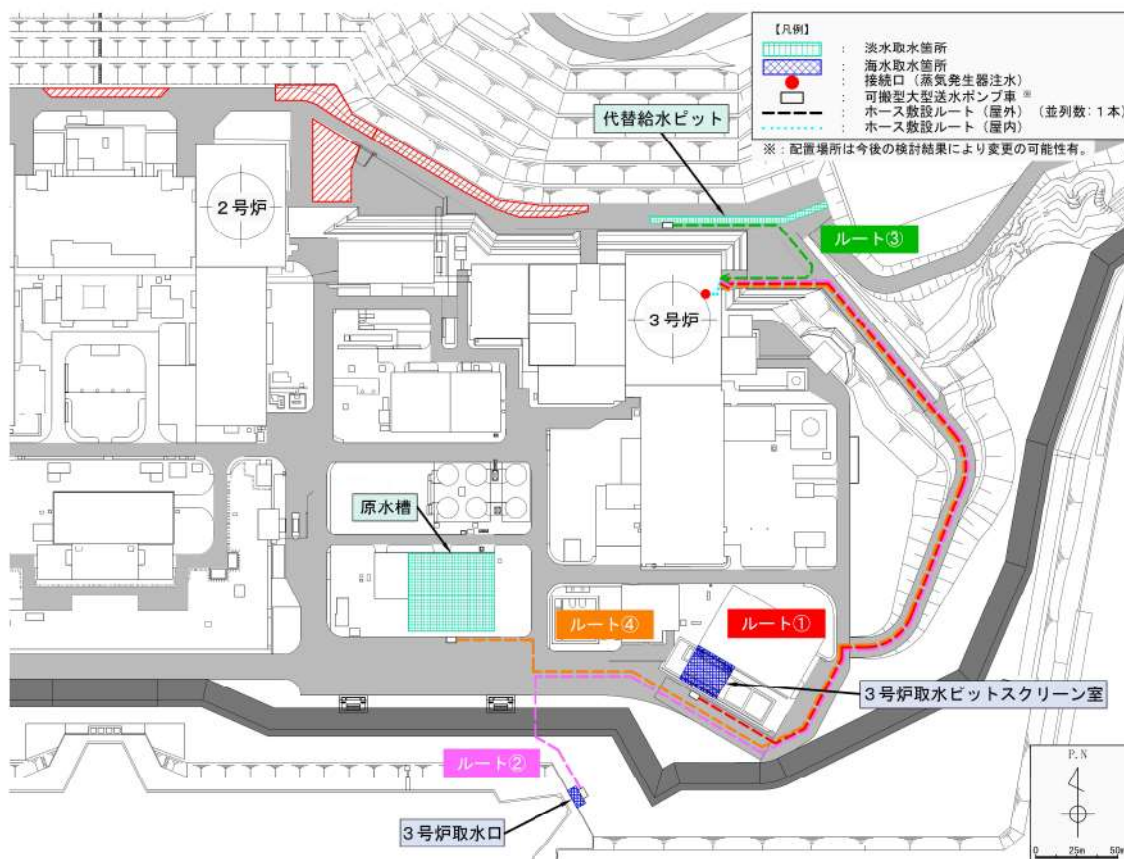 【凡例】
： 淡水取水箇所
： 海水取水箇所
： 接続口（蒸気発生器注水）
： 可搬型大型送水ポンプ車 ※
： ホース敷設ルート（屋外）（並列数：１本）
： ホース敷設ルート（屋内）
※：配置場所は今後の検討結果により変更の可能性有。
代替給水ピット
2号炉
ルート③
3号炉
原水槽
ルート④
ルート①
3号炉取水ピットスクリーン室
ルート②
3号炉取水口
P.N
0 25m 50m